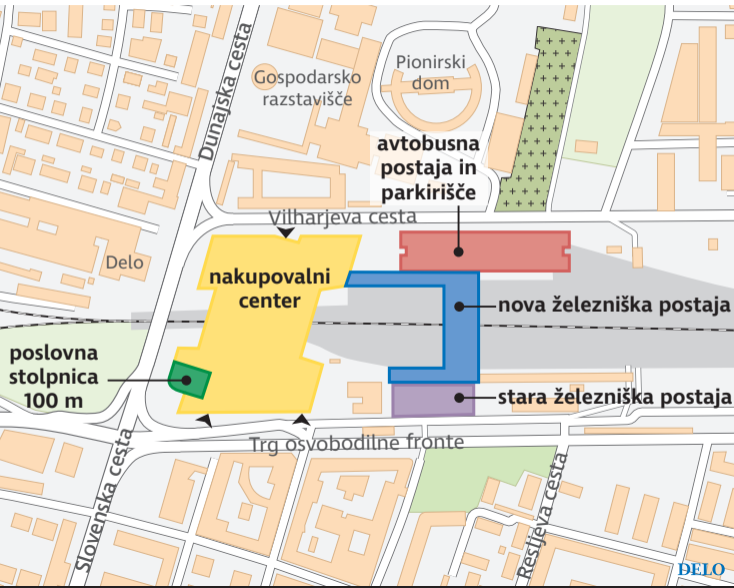 Dunajska cesta
Gospodarsko
razstavišče
Pionirski
dom
avtobusna
postaja in
parkirišče
Vilharjeva cesta
Delo
nakupovalni
center
nova železniška postaja
poslovna
stolpnica
100 m
stara železniška postaja
Trg osvobodilne fronte
Slovenska cesta
Resljeva cesta
DELO